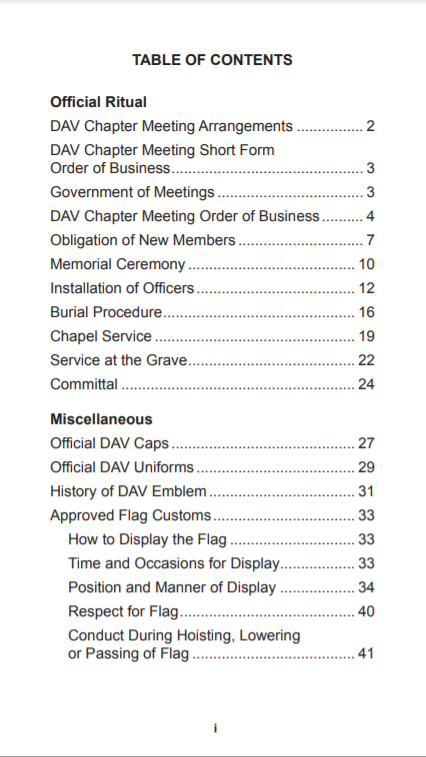 TABLE OF CONTENTS
Official Ritual
DAV Chapter Meeting Arrangements ................ 2
DAV Chapter Meeting Short Form
Order of Business.............................................. 3
Government of Meetings................................... 3
DAV Chapter Meeting Order of Business.......... 4
Obligation of New Members.............................. 7
Memorial Ceremony........................................ 10
Installation of Officers...................................... 12
Burial Procedure.............................................. 16
Chapel Service................................................ 19
Service at the Grave........................................ 22
Committal........................................................ 24
Miscellaneous
Official DAV Caps............................................ 27
Official DAV Uniforms...................................... 29
History of DAV Emblem................................... 31
Approved Flag Customs.................................. 33
How to Display the Flag.............................. 33
Time and Occasions for Display.................. 33
Position and Manner of Display .................. 34
Respect for Flag.......................................... 40
Conduct During Hoisting, Lowering
or Passing of Flag....................................... 41
i